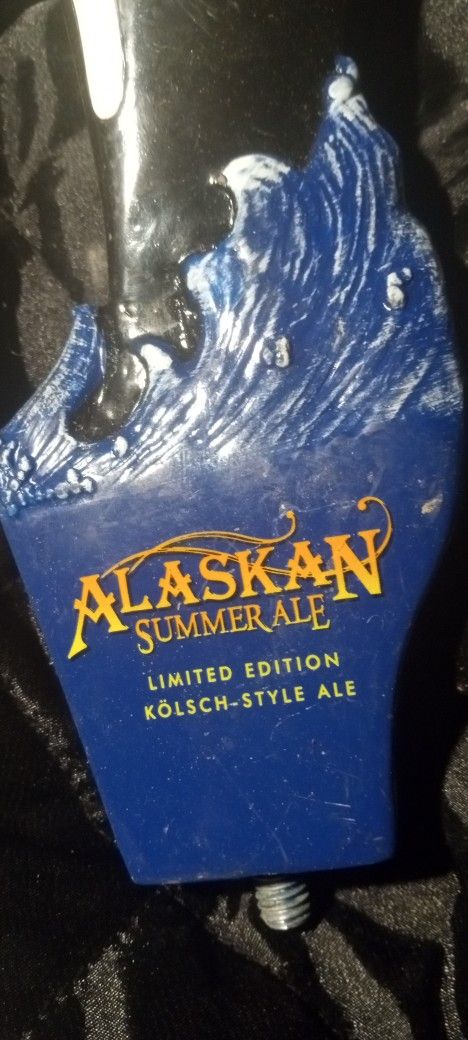 ALASKAN
SUMMER ALE
LIMITED EDITION
KÖLSCH-STYLE ALE